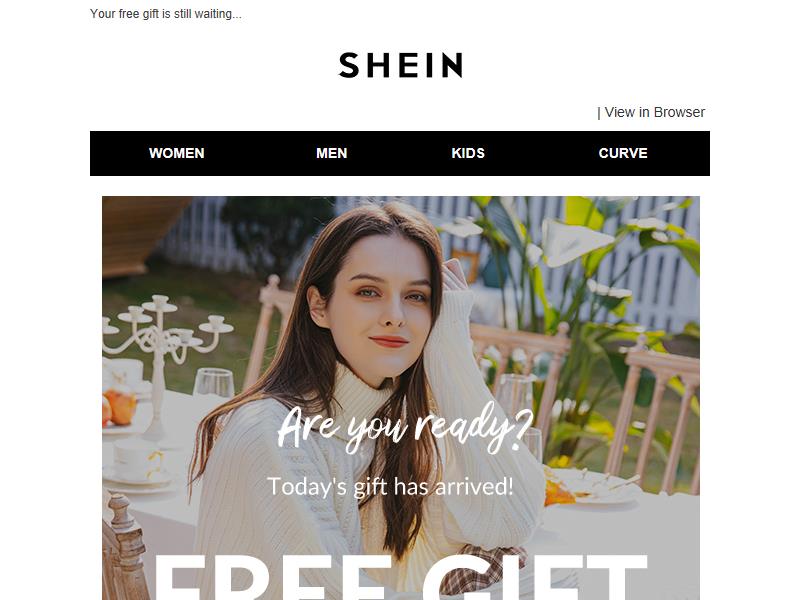 Your free gift is still waiting...
SHEIN
| View in Browser
WOMEN MEN KIDS CURVE
Are you ready?
Today's gift has arrived!
FREE GIFT